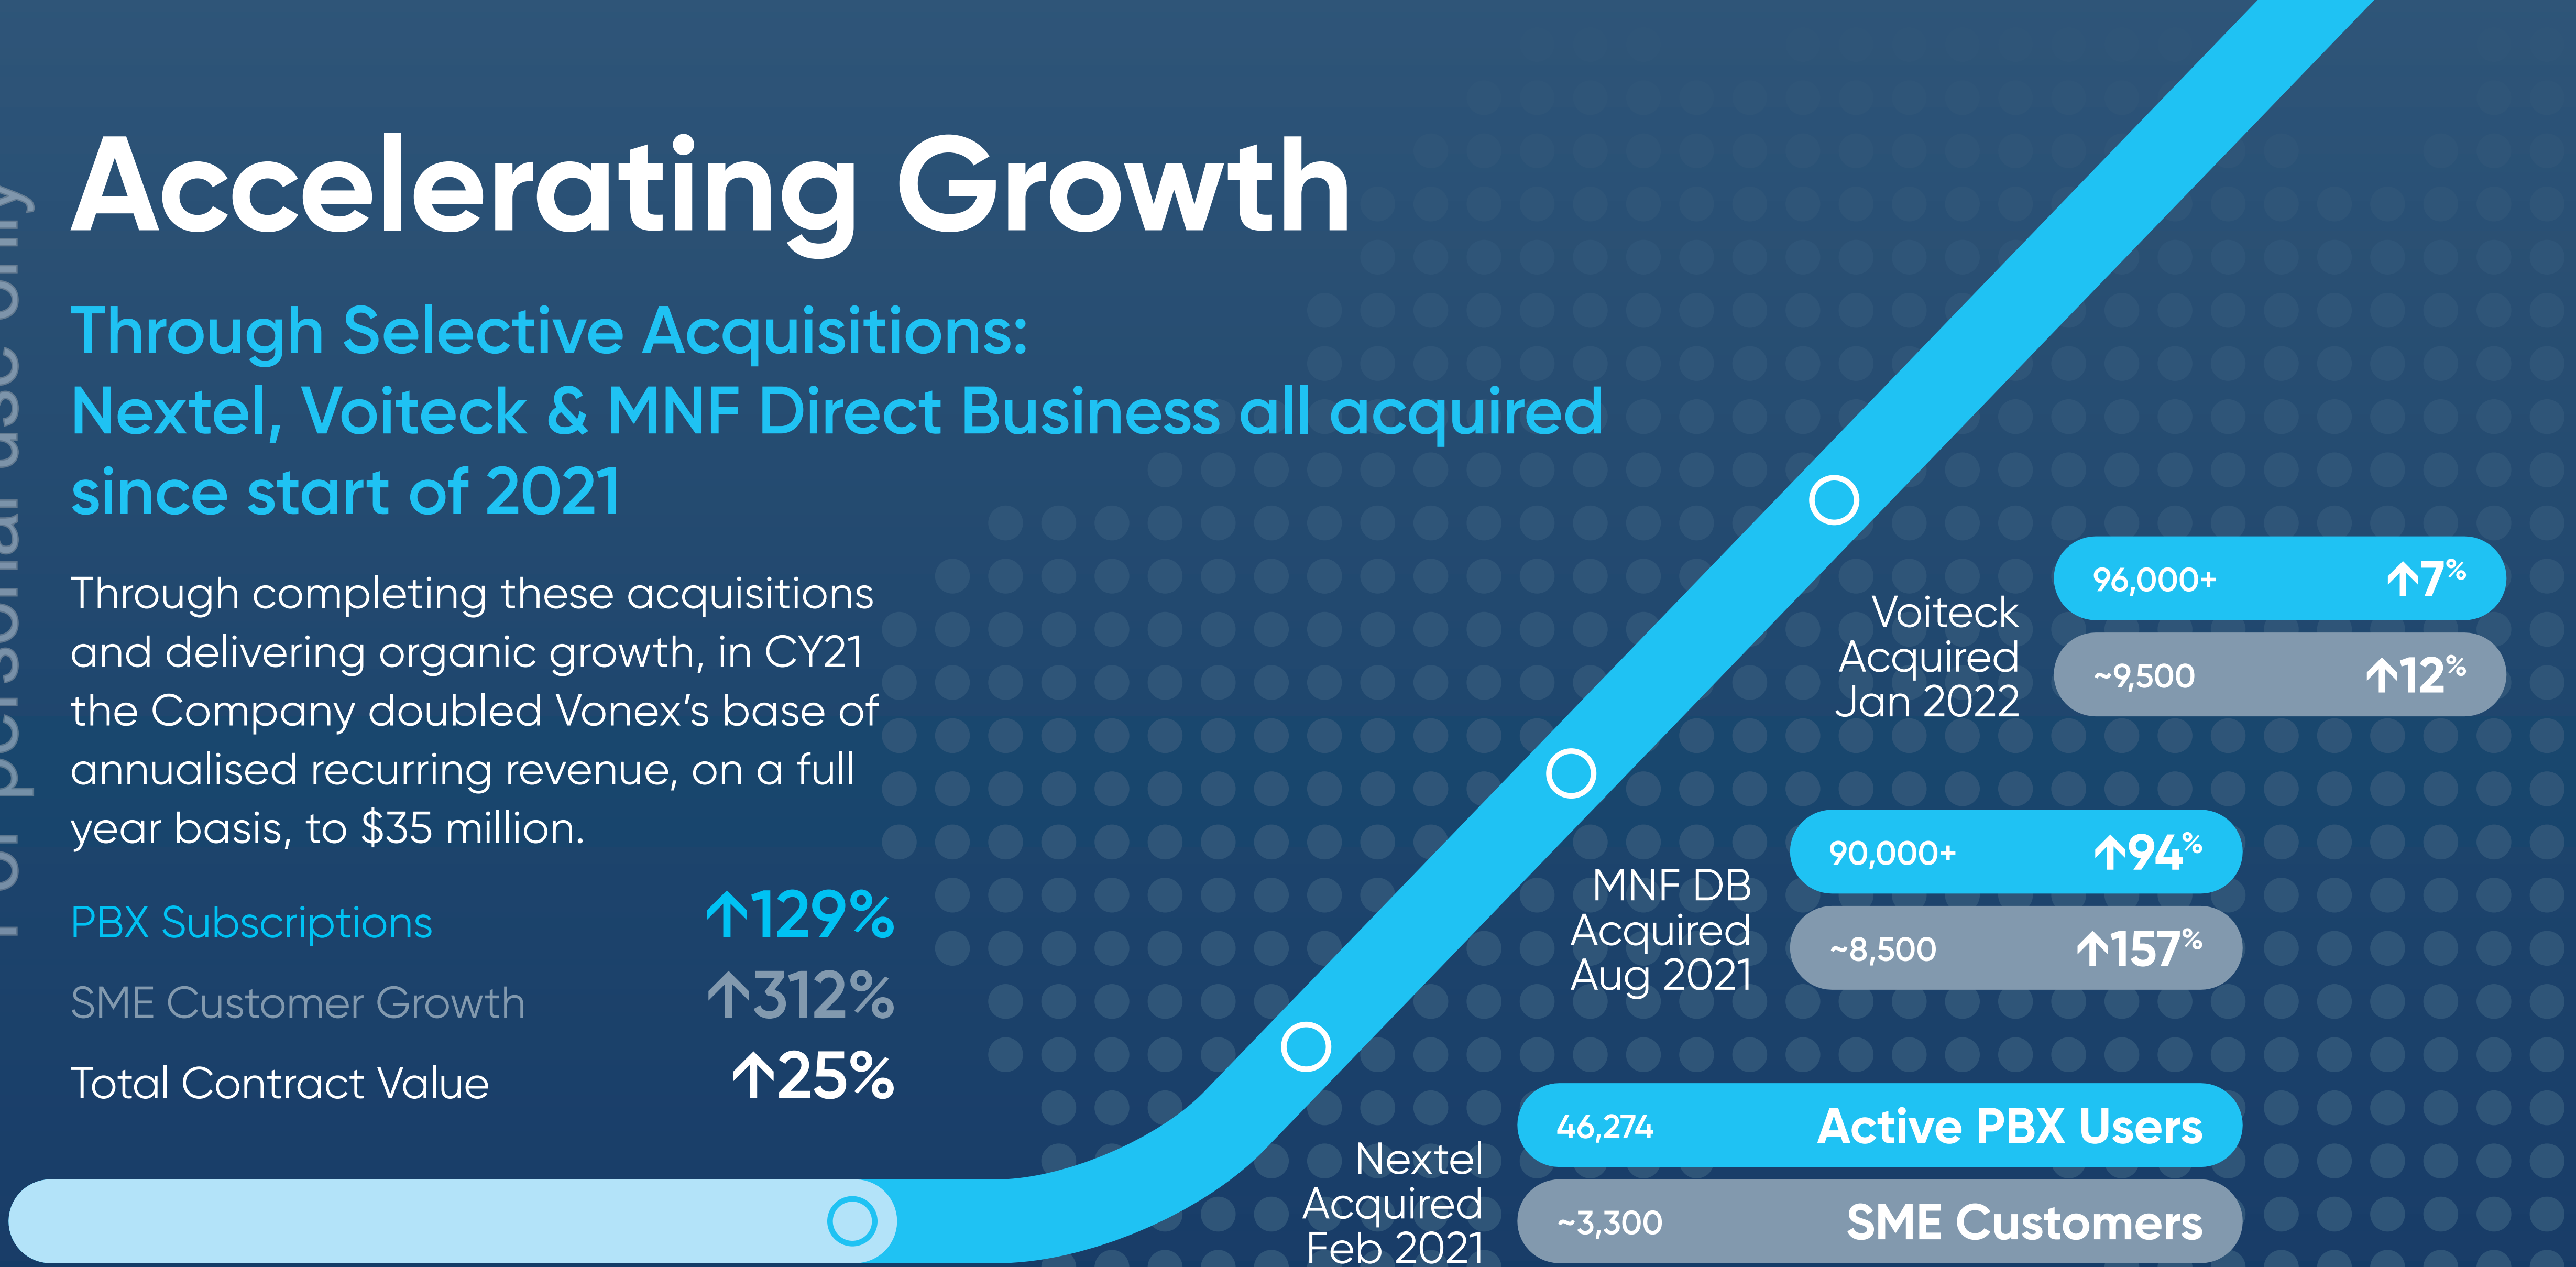 Accelerating Growth
Through Selective Acquisitions:
Nextel, Voiteck & MNF Direct Business all acquired
since start of 2021
Through completing these acquisitions
and delivering organic growth, in CY21
the Company doubled Vonex’s base of
annualised recurring revenue, on a full
year basis, to $35 million.
PBX Subscriptions ↑129%
SME Customer Growth ↑312%
Total Contract Value ↑25%
Voiteck
Acquired
Jan 2022
96,000+ ↑7%
~9,500 ↑12%
MNF DB
Acquired
Aug 2021
90,000+ ↑94%
~8,500 ↑157%
Nextel
Acquired
Feb 2021
46,274 Active PBX Users
~3,300 SME Customers
For personal use only